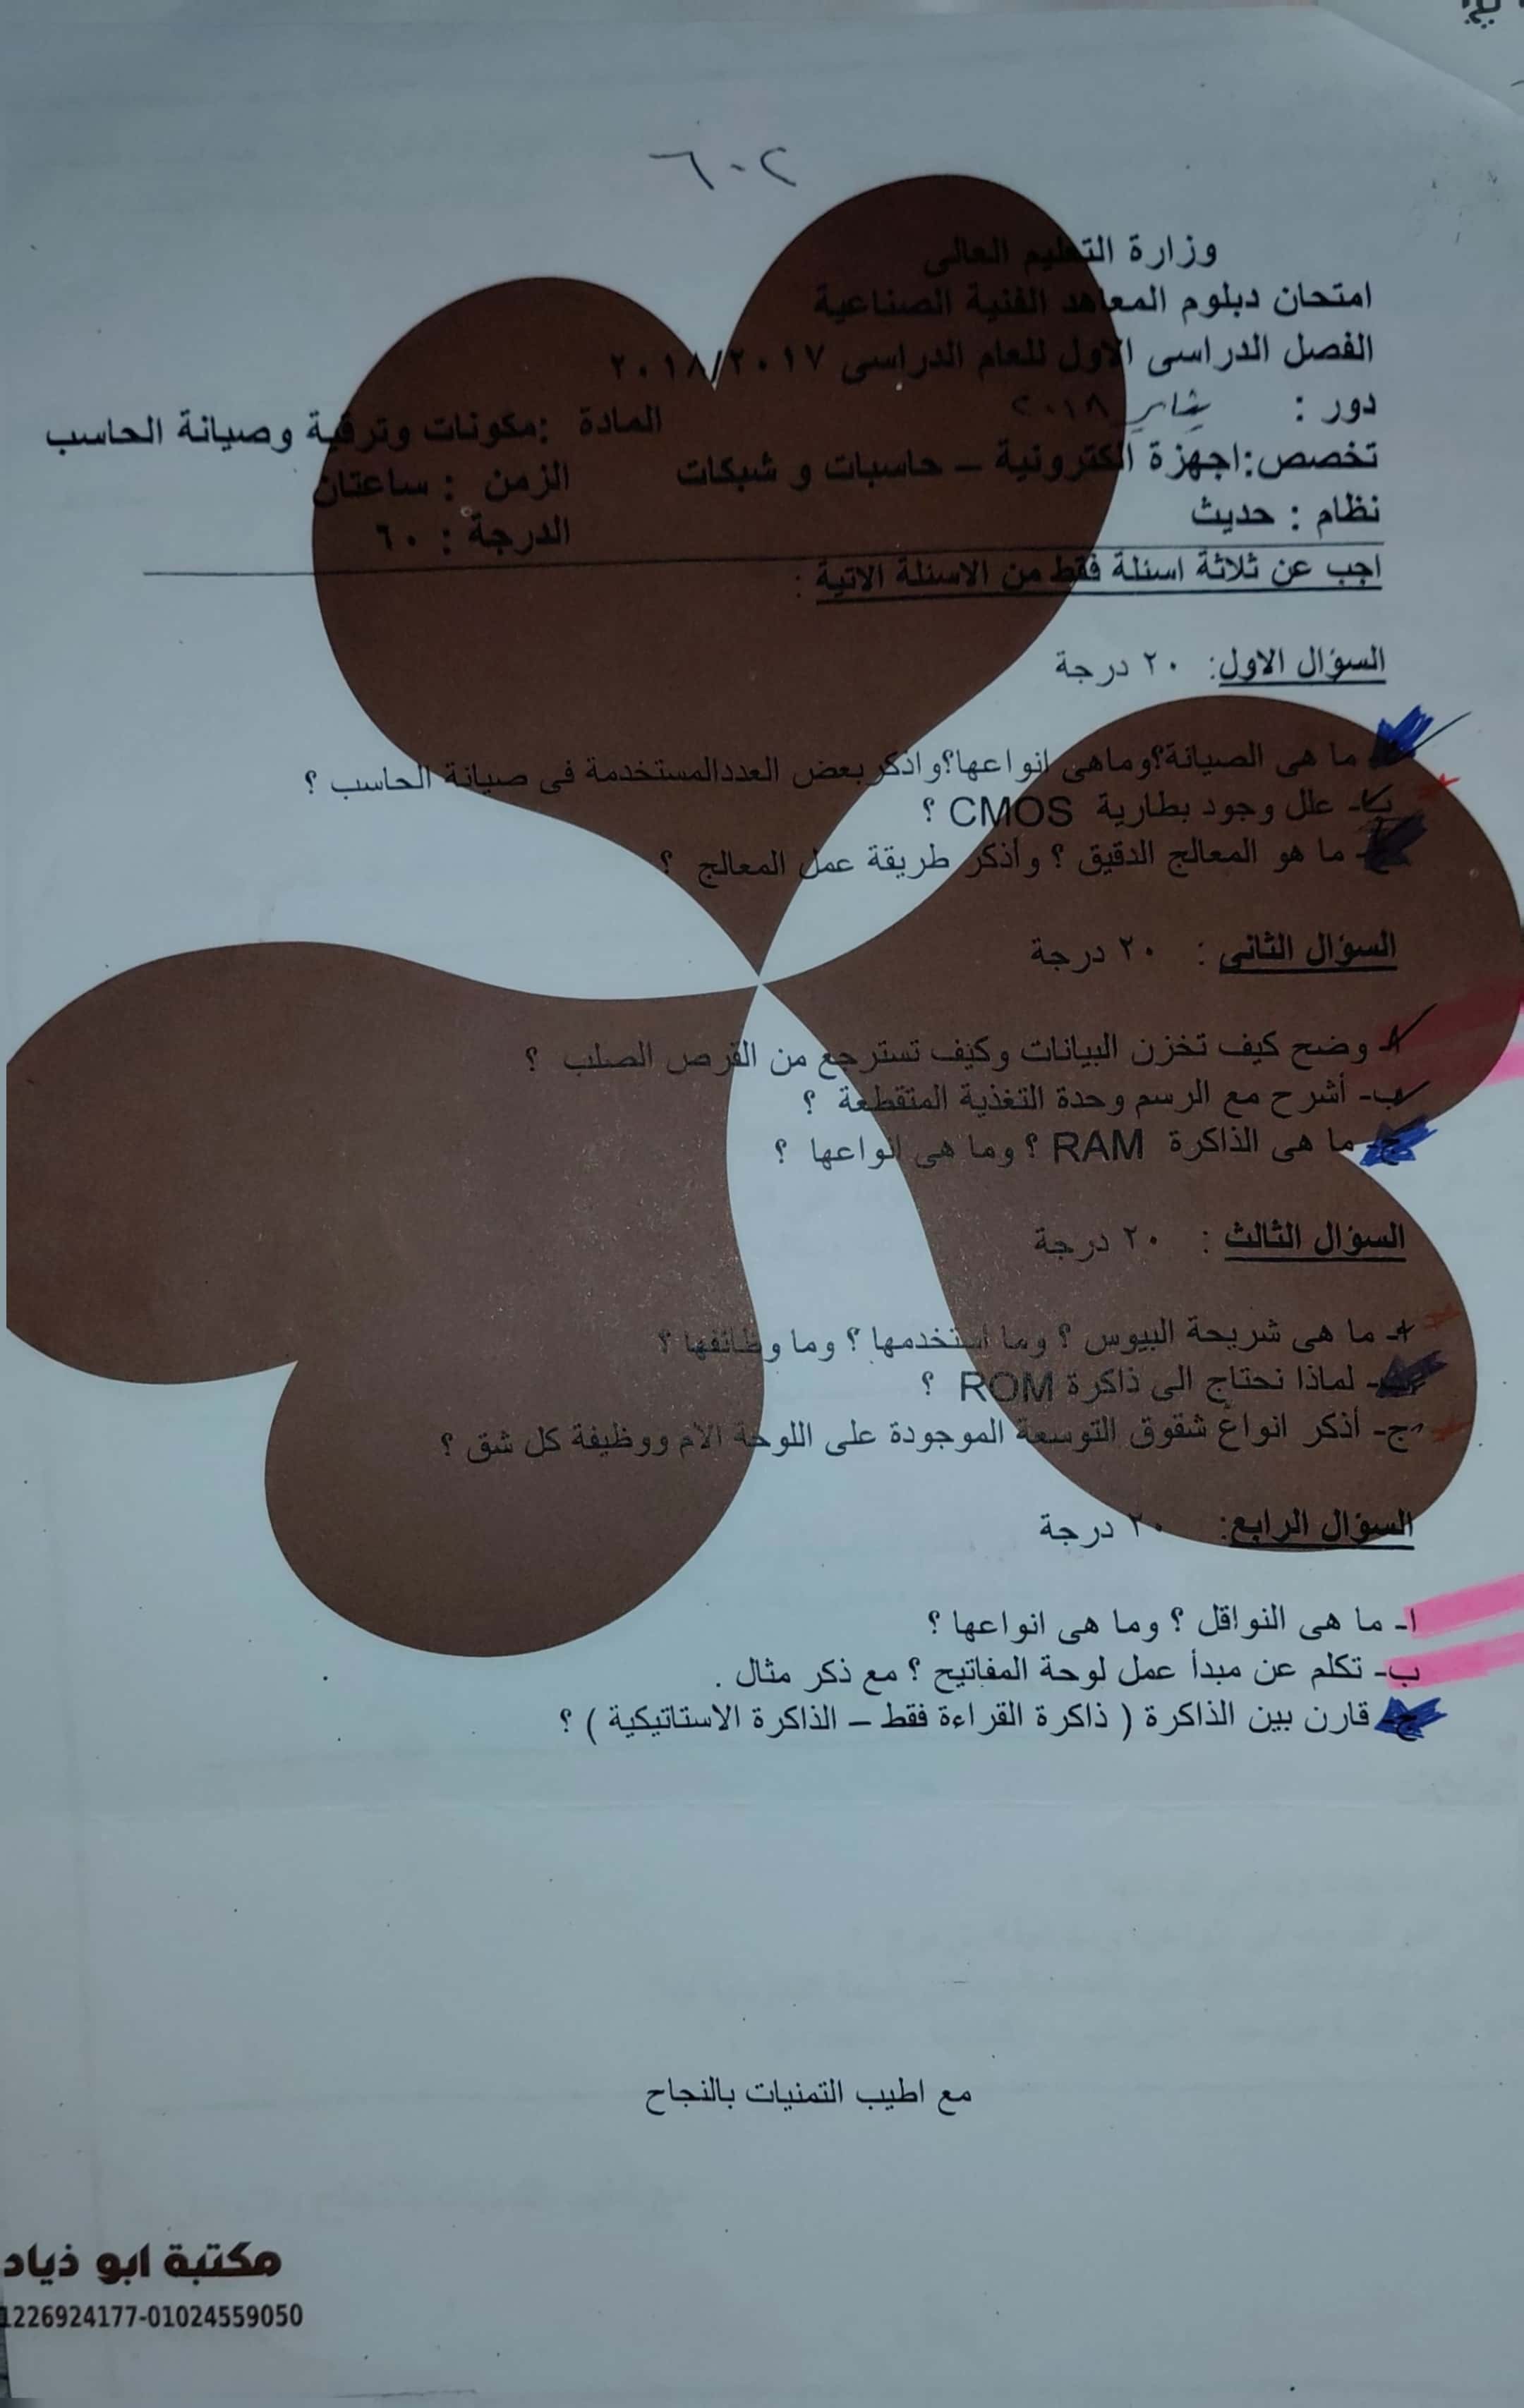 ٦٠٢
وزارة التعليم العالى
امتحان دبلوم المعاهد الفنية الصناعية
الفصل الدراسى الاول للعام الدراسى ٢٠١٨/٢٠١٧
دور : يناير ٢٠١٨
المادة :مكونات وترقية وصيانة الحاسب
تخصص:اجهزة الكترونية – حاسبات و شبكات
الزمن : ساعتان
نظام : حديث
الدرجة : ٦٠
اجب عن ثلاثة اسئلة فقط من الاسئلة الاتية :
السؤال الاول: ٢٠ درجة
ما هى الصيانة؟وماهى انواعها؟واذكر بعض العددالمستخدمة فى صيانة الحاسب ؟
ب- علل وجود بطارية CMOS ؟
ج- ما هو المعالج الدقيق ؟ وأذكر طريقة عمل المعالج ؟
السؤال الثانى : ٢٠ درجة
ا- وضح كيف تخزن البيانات وكيف تسترجع من القرص الصلب ؟
ب- أشرح مع الرسم وحدة التغذية المتقطعة ؟
ج- ما هى الذاكرة RAM ؟ وما هى انواعها ؟
السؤال الثالث : ٢٠ درجة
ا- ما هى شريحة البيوس ؟ وما استخدمها ؟ وما وظائفها ؟
ب- لماذا نحتاج الى ذاكرة ROM ؟
ج- أذكر انواع شقوق التوسعة الموجودة على اللوحة الام ووظيفة كل شق ؟
السؤال الرابع: ٢٠ درجة
ا- ما هى النواقل ؟ وما هى انواعها ؟
ب- تكلم عن مبدأ عمل لوحة المفاتيح ؟ مع ذكر مثال .
ج- قارن بين الذاكرة ( ذاكرة القراءة فقط – الذاكرة الاستاتيكية ) ؟
مع اطيب التمنيات بالنجاح
مكتبة ابو ذياد
1226924177-01024559050